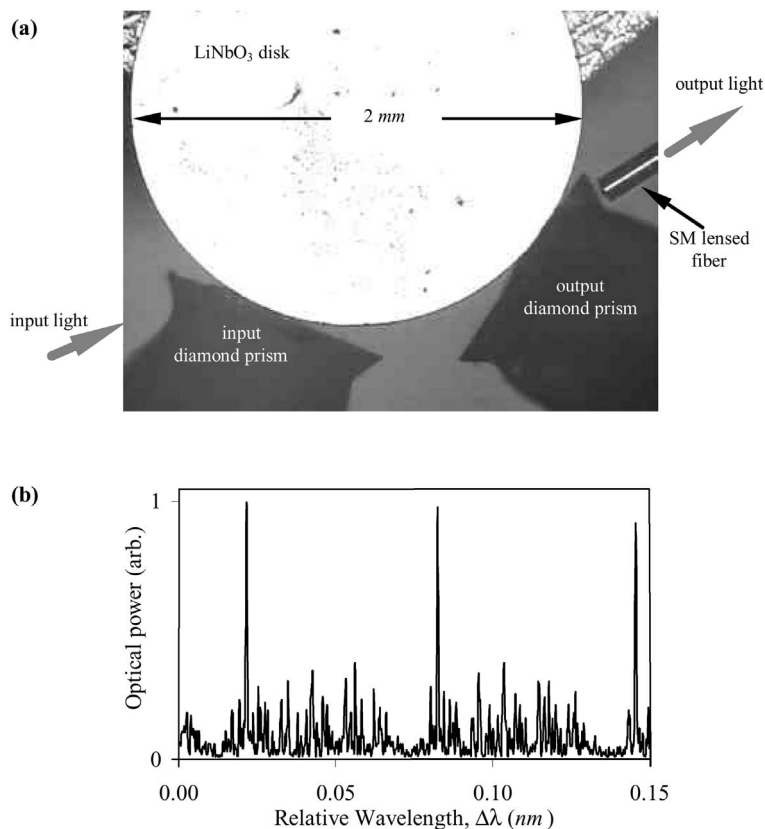 (a)
LiNbO₃ disk
2 mm
output light
SM lensed
fiber
output
diamond prism
input light
input
diamond prism
(b)
Optical power (arb.)
1
0
0.00
0.05
0.10
0.15
Relative Wavelength, Δλ (nm)